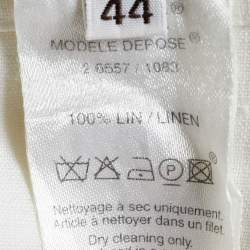 44®
MODELE DEPOSE®
2 0557 / 1083
100% LIN / LINEN
P
Nettoyage à sec uniquement.
Article à nettoyer dans un filet.
Dry cleaning only.